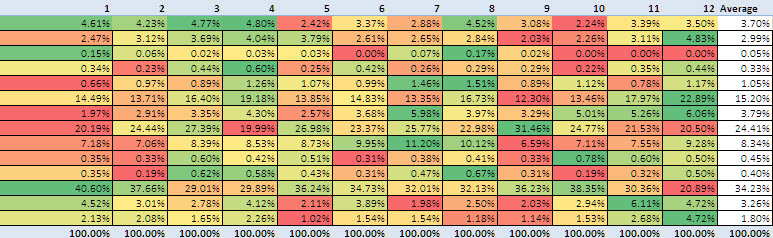 1 2 3 4 5 6 7 8 9 10 11 12 Average
4.61% 4.23% 4.77% 4.80% 2.42% 3.37% 2.88% 4.52% 3.08% 2.24% 3.39% 3.50% 3.70%
2.47% 3.12% 3.69% 4.04% 3.79% 2.61% 2.65% 2.84% 2.03% 2.26% 3.11% 4.83% 2.99%
0.15% 0.06% 0.02% 0.03% 0.03% 0.00% 0.07% 0.17% 0.02% 0.00% 0.00% 0.00% 0.05%
0.34% 0.23% 0.44% 0.60% 0.25% 0.42% 0.26% 0.29% 0.29% 0.22% 0.35% 0.44% 0.33%
0.66% 0.97% 0.89% 1.26% 1.07% 0.99% 1.46% 1.51% 0.89% 1.12% 0.78% 1.17% 1.05%
14.49% 13.71% 16.40% 19.18% 13.85% 14.83% 13.35% 16.73% 12.30% 13.46% 17.97% 22.89% 15.20%
1.97% 2.91% 3.35% 4.30% 2.57% 3.68% 5.98% 3.97% 3.29% 5.01% 5.26% 6.06% 3.79%
20.19% 24.44% 27.39% 19.99% 26.98% 23.37% 25.77% 22.98% 31.46% 24.77% 21.53% 20.50% 24.41%
7.18% 7.06% 8.39% 8.53% 8.73% 9.95% 11.20% 10.12% 6.59% 7.11% 7.55% 9.28% 8.34%
0.35% 0.33% 0.60% 0.42% 0.51% 0.31% 0.38% 0.41% 0.33% 0.78% 0.60% 0.50% 0.45%
0.35% 0.19% 0.62% 0.58% 0.43% 0.31% 0.47% 0.67% 0.31% 0.19% 0.32% 0.50% 0.40%
40.60% 37.66% 29.01% 29.89% 36.24% 34.73% 32.01% 32.13% 36.23% 38.35% 30.36% 20.89% 34.23%
4.52% 3.01% 2.78% 4.12% 2.11% 3.89% 1.98% 2.50% 2.03% 2.94% 6.11% 4.72% 3.26%
2.13% 2.08% 1.65% 2.26% 1.02% 1.54% 1.54% 1.18% 1.14% 1.53% 2.68% 4.72% 1.80%
100.00% 100.00% 100.00% 100.00% 100.00% 100.00% 100.00% 100.00% 100.00% 100.00% 100.00% 100.00% 100.00%